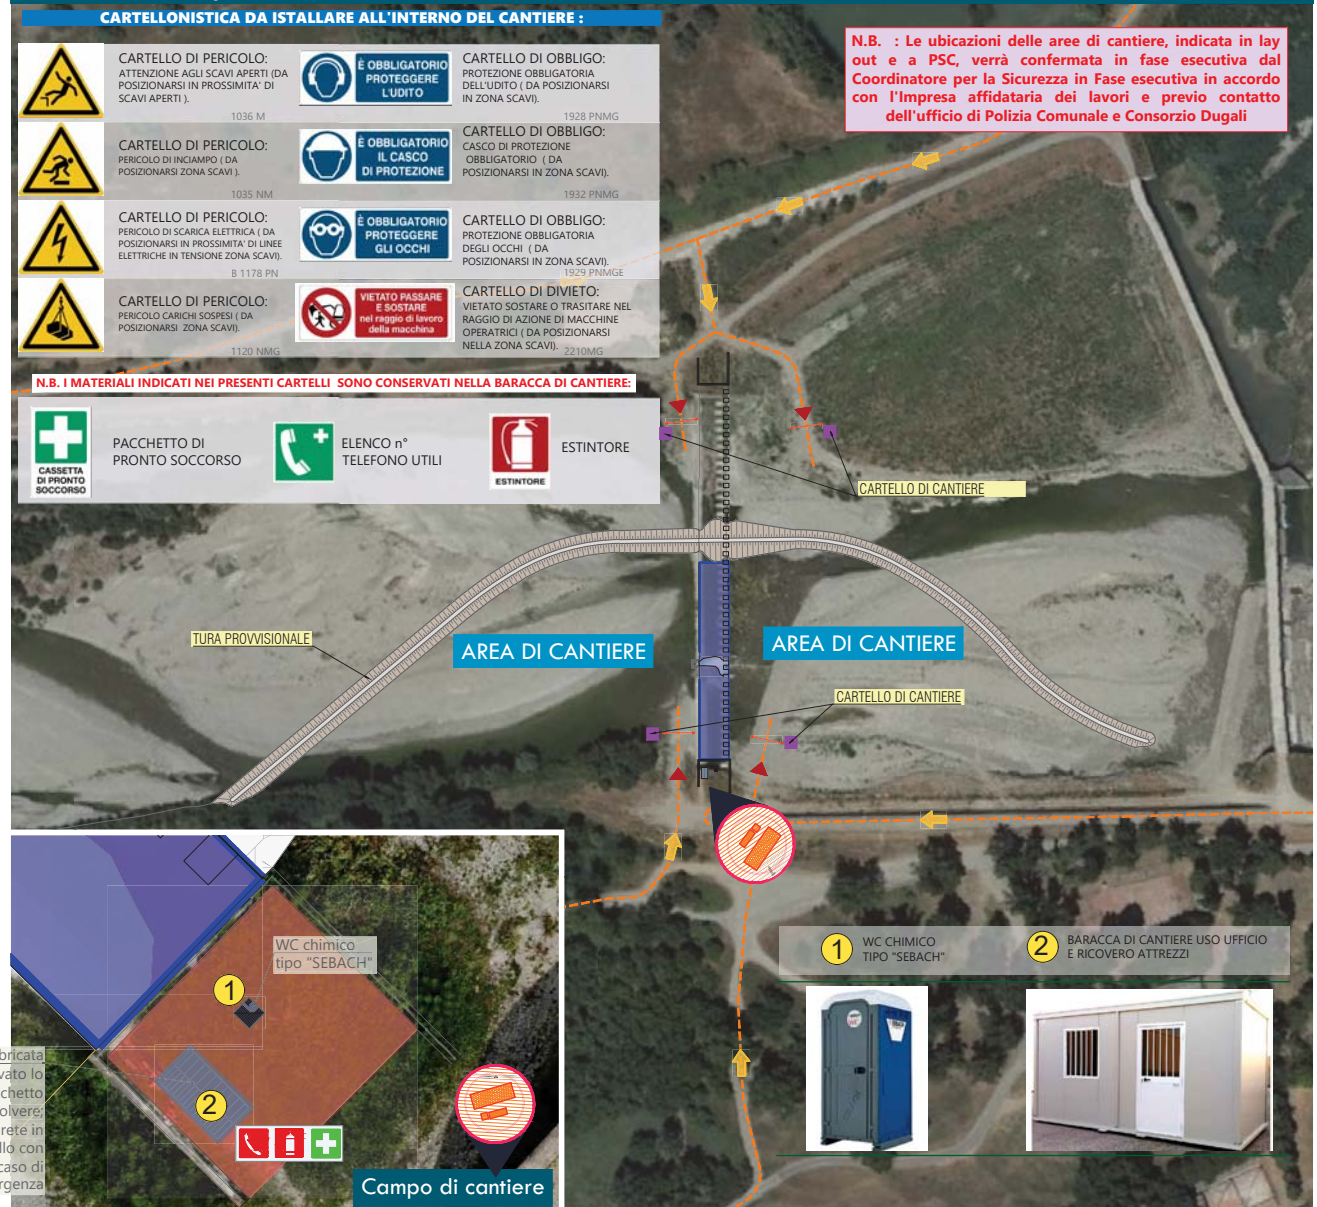 CARTELLONISTICA DA ISTALLARE ALL'INTERNO DEL CANTIERE :
CARTELLO DI PERICOLO:
ATTENZIONE AGLI SCAVI APERTI (DA
POSIZIONARSI IN PROSSIMITA' DI
SCAVI APERTI ).
1036 M
È OBBLIGATORIO
PROTEGGERE
L'UDITO
CARTELLO DI OBBLIGO:
PROTEZIONE OBBLIGATORIA
DELL'UDITO ( DA POSIZIONARSI
IN ZONA SCAVI).
1928 PNMG
CARTELLO DI PERICOLO:
PERICOLO DI INCIAMPO ( DA
POSIZIONARSI ZONA SCAVI ).
1035 NM
È OBBLIGATORIO
IL CASCO
DI PROTEZIONE
CARTELLO DI OBBLIGO:
CASCO DI PROTEZIONE
OBBLIGATORIO ( DA
POSIZIONARSI IN ZONA SCAVI).
1932 PNMG
CARTELLO DI PERICOLO:
PERICOLO DI SCARICA ELETTRICA ( DA
POSIZIONARSI IN PROSSIMITA' DI LINEE
ELETTRICHE IN TENSIONE ZONA SCAVI).
B 1178 PN
È OBBLIGATORIO
PROTEGGERE
GLI OCCHI
CARTELLO DI OBBLIGO:
PROTEZIONE OBBLIGATORIA
DEGLI OCCHI ( DA
POSIZIONARSI IN ZONA SCAVI).
1929 PNMGE
CARTELLO DI PERICOLO:
PERICOLO CARICHI SOSPESI ( DA
POSIZIONARSI ZONA SCAVI).
1120 NMG
VIETATO PASSARE
E SOSTARE
nel raggio di lavoro
della macchina
CARTELLO DI DIVIETO:
VIETATO SOSTARE O TRASITARE NEL
RAGGIO DI AZIONE DI MACCHINE
OPERATRICI ( DA POSIZIONARSI
NELLA ZONA SCAVI).
2210MG
N.B. I MATERIALI INDICATI NEI PRESENTI CARTELLI SONO CONSERVATI NELLA BARACCA DI CANTIERE:
CASSETTA
DI PRONTO
SOCCORSO
PACCHETTO DI
PRONTO SOCCORSO
ELENCO n°
TELEFONO UTILI
ESTINTORE
ESTINTORE
N.B. : Le ubicazioni delle aree di cantiere, indicata in lay
out e a PSC, verrà confermata in fase esecutiva dal
Coordinatore per la Sicurezza in Fase esecutiva in accordo
con l'Impresa affidataria dei lavori e previo contatto
dell'ufficio di Polizia Comunale e Consorzio Dugali
CARTELLO DI CANTIERE
TURA PROVVISIONALE
AREA DI CANTIERE
AREA DI CANTIERE
CARTELLO DI CANTIERE
1
WC CHIMICO
TIPO "SEBACH"
2
BARACCA DI CANTIERE USO UFFICIO
E RICOVERO ATTREZZI
WC chimico
tipo "SEBACH"
1
2
bricata
vato lo
chetto
olvere;
rete in
llo con
caso di
rgenza
Campo di cantiere